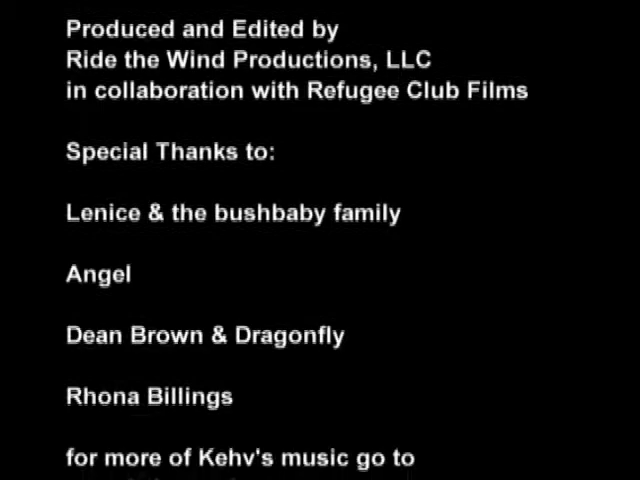 Produced and Edited by
Ride the Wind Productions, LLC
in collaboration with Refugee Club Films
Special Thanks to:
Lenice & the bushbaby family
Angel
Dean Brown & Dragonfly
Rhona Billings
for more of Kehv's music go to